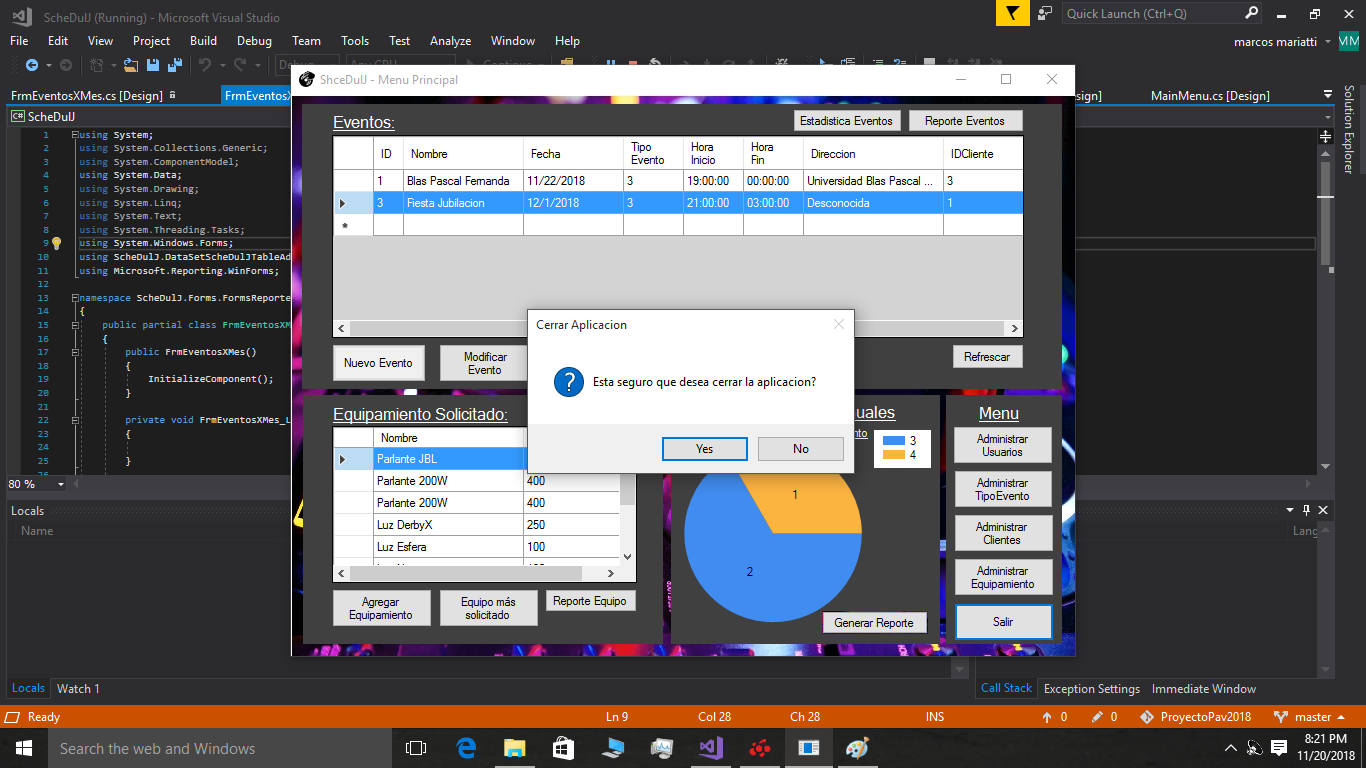 ScheDulJ (Running) - Microsoft Visual Studio
Quick Launch (Ctrl+Q)
File Edit View Project Build Debug Team Tools Test Analyze Window Help
marcos mariatti MM
ShceDulJ - Menu Principal
FrmEventosXMes.cs [Design]
MainMenu.cs [Design]
Solution Explorer
ScheDulJ
Eventos:
Estadistica Eventos Reporte Eventos
ID Nombre Fecha Tipo Evento Hora Inicio Hora Fin Direccion IDCliente
1 Blas Pascal Fernanda 11/22/2018 3 19:00:00 00:00:00 Universidad Blas Pascal ... 3
3 Fiesta Jubilacion 12/1/2018 3 21:00:00 03:00:00 Desconocida 1
1 using System;
2 using System.Collections.Generic;
3 using System.ComponentModel;
4 using System.Data;
5 using System.Drawing;
6 using System.Linq;
7 using System.Text;
8 using System.Threading.Tasks;
9 using System.Windows.Forms;
10 using ScheDulJ.DataSetScheDulJTableAd
11 using Microsoft.Reporting.WinForms;
12
13 namespace ScheDulJ.Forms.FormsReporte
14 {
15 public partial class FrmEventosXM
16 {
17 public FrmEventosXMes()
18 {
19 InitializeComponent();
20 }
21
22 private void FrmEventosXMes_L
23 {
24
25 }
80 %
Nuevo Evento
Modificar Evento
Refrescar
Cerrar Aplicacion
Esta seguro que desea cerrar la aplicacion?
Yes No
Equipamiento Solicitado:
Nombre
Parlante JBL
Parlante 200W 400
Parlante 200W 400
Luz DerbyX 250
Luz Esfera 100
Agregar Equipamiento
Equipo más solicitado
Reporte Equipo
3
4
1
2
Generar Reporte
Menu
Administrar Usuarios
Administrar TipoEvento
Administrar Clientes
Administrar Equipamiento
Salir
Locals
Name
Lang
Locals Watch 1
Call Stack Exception Settings Immediate Window
Ready Ln 9 Col 28 Ch 28 INS 0 0 ProyectoPav2018 master
Search the web and Windows
8:21 PM
11/20/2018